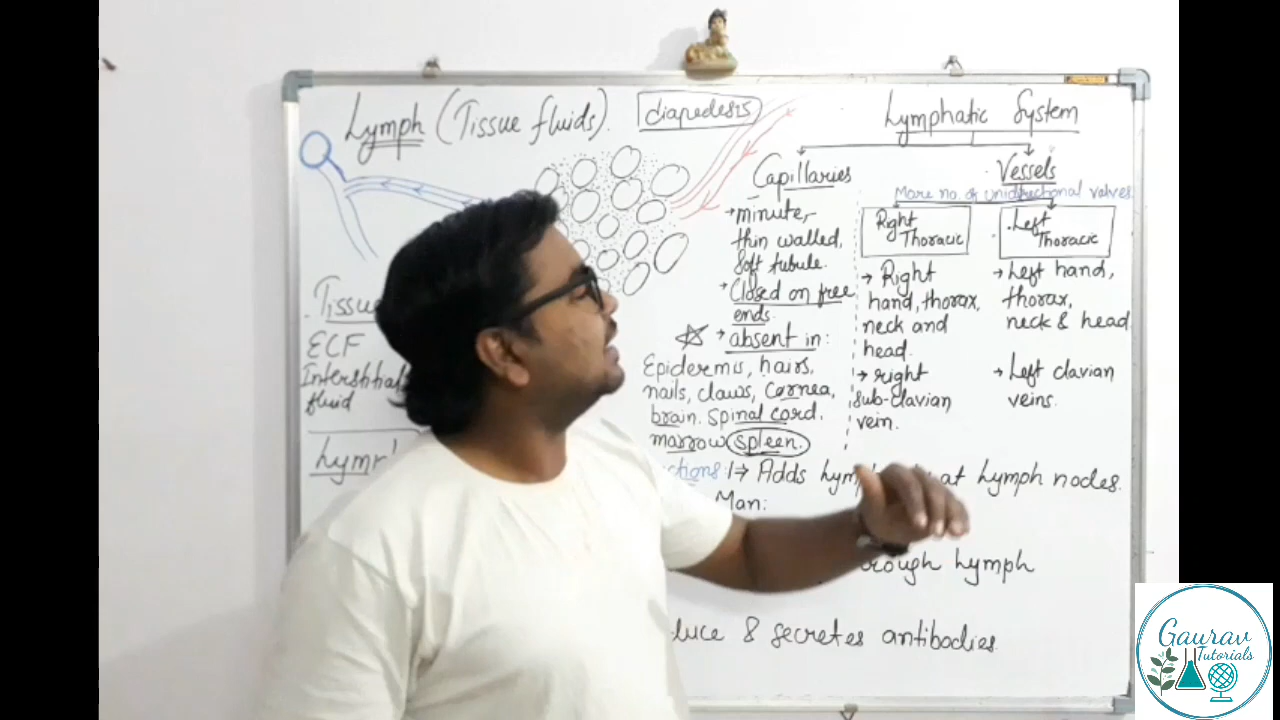 Lymph (Tissue fluids).
diapedesis
Tissue
ECF
Interstitial
fluid
Lymph
Lymphatic System
Capillaries
→ minute,
thin walled,
soft tubule.
→ Closed on free
ends.
→ absent in:
Epidermis, hairs,
nails, claws, cornea,
brain. spinal cord,
marrow spleen.
Vessels
More no. of unidirectional valves
Right
Thoracic
→ Right
hand, thorax,
neck and
head.
→ right
sub-clavian
vein.
Left
Thoracic
→ Left hand,
thorax,
neck & head.
→ Left clavian
veins.
1→ Adds at Lymph nodes.
Man:
Lymph
& secretes antibodies.
Gaurav
Tutorials